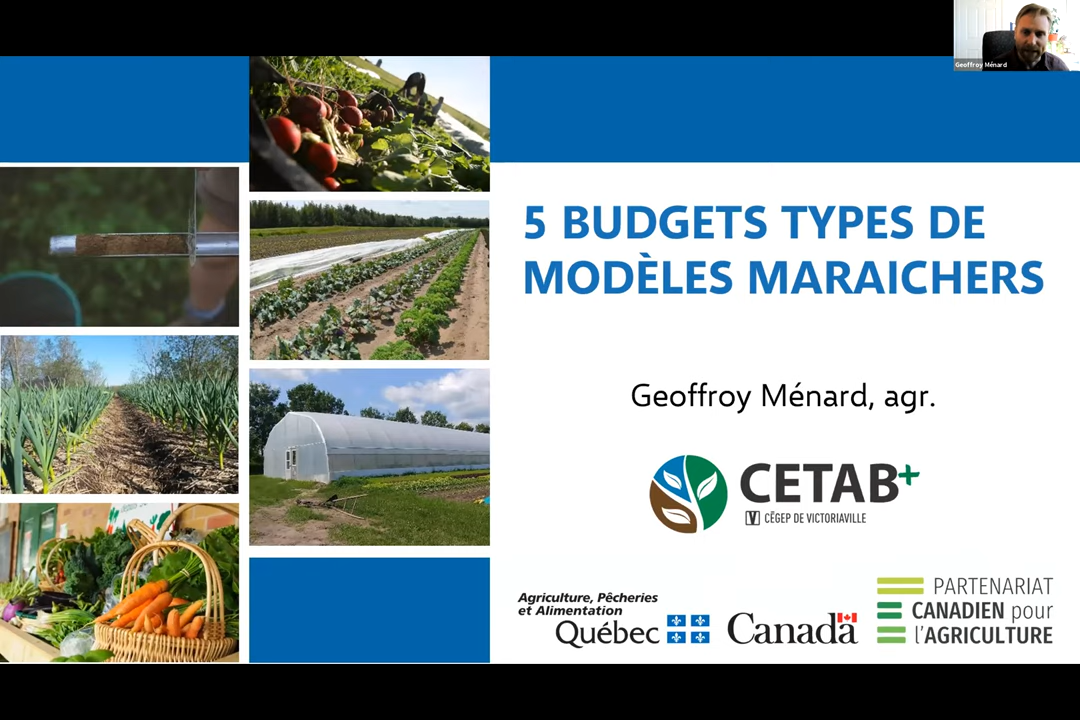 Geoffroy Ménard
5 BUDGETS TYPES DE
MODÈLES MARAICHERS
Geoffroy Ménard, agr.
CETAB+
CÉGEP DE VICTORIAVILLE
Agriculture, Pêcheries
et Alimentation
Québec
Canada
PARTENARIAT
CANADIEN pour
l'AGRICULTURE